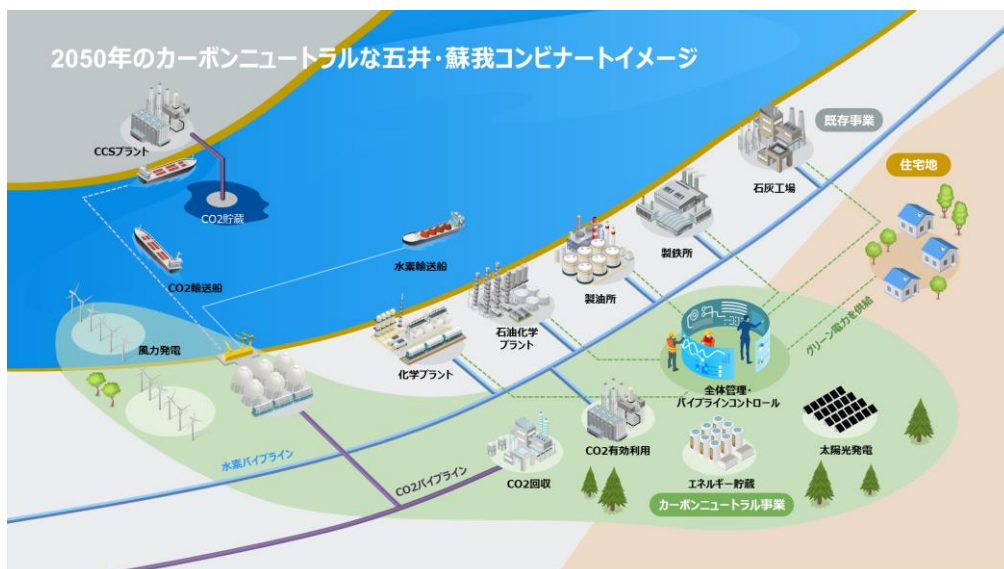 2050年のカーボンニュートラルな五井・蘇我コンビナートイメージ
CCSプラント
CO2貯蔵
CO2輸送船
水素輸送船
既存事業
石灰工場
住宅地
製鉄所
製油所
石油化学
プラント
化学プラント
風力発電
グリーン電力を供給
全体管理・
パイプラインコントロール
水素パイプライン
CO2パイプライン
CO2回収
CO2有効利用
エネルギー貯蔵
太陽光発電
カーボンニュートラル事業